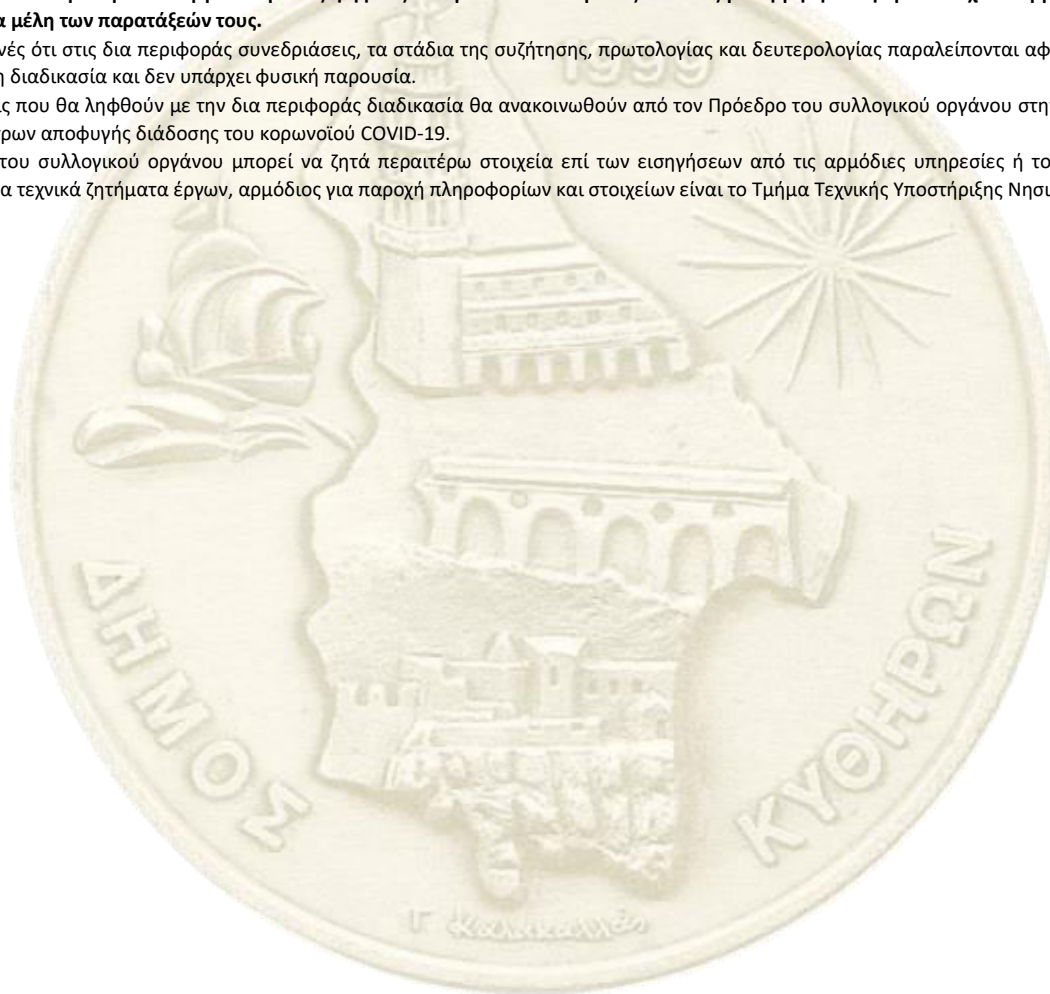 α μέλη των παρατάξεών τους.
νές ότι στις δια περιφοράς συνεδριάσεις, τα στάδια της συζήτησης, πρωτολογίας και δευτερολογίας παραλείπονται αφ
η διαδικασία και δεν υπάρχει φυσική παρουσία.
ις που θα ληφθούν με την δια περιφοράς διαδικασία θα ανακοινωθούν από τον Πρόεδρο του συλλογικού οργάνου στη
τρων αποφυγής διάδοσης του κορωνοϊού COVID-19.
του συλλογικού οργάνου μπορεί να ζητά περαιτέρω στοιχεία επί των εισηγήσεων από τις αρμόδιες υπηρεσίες ή το
α τεχνικά ζητήματα έργων, αρμόδιος για παροχή πληροφορίων και στοιχείων είναι το Τμήμα Τεχνικής Υποστήριξης Νησι
1999
ΔΗΜΟΣ
ΚΥΘΗΡΩΝ